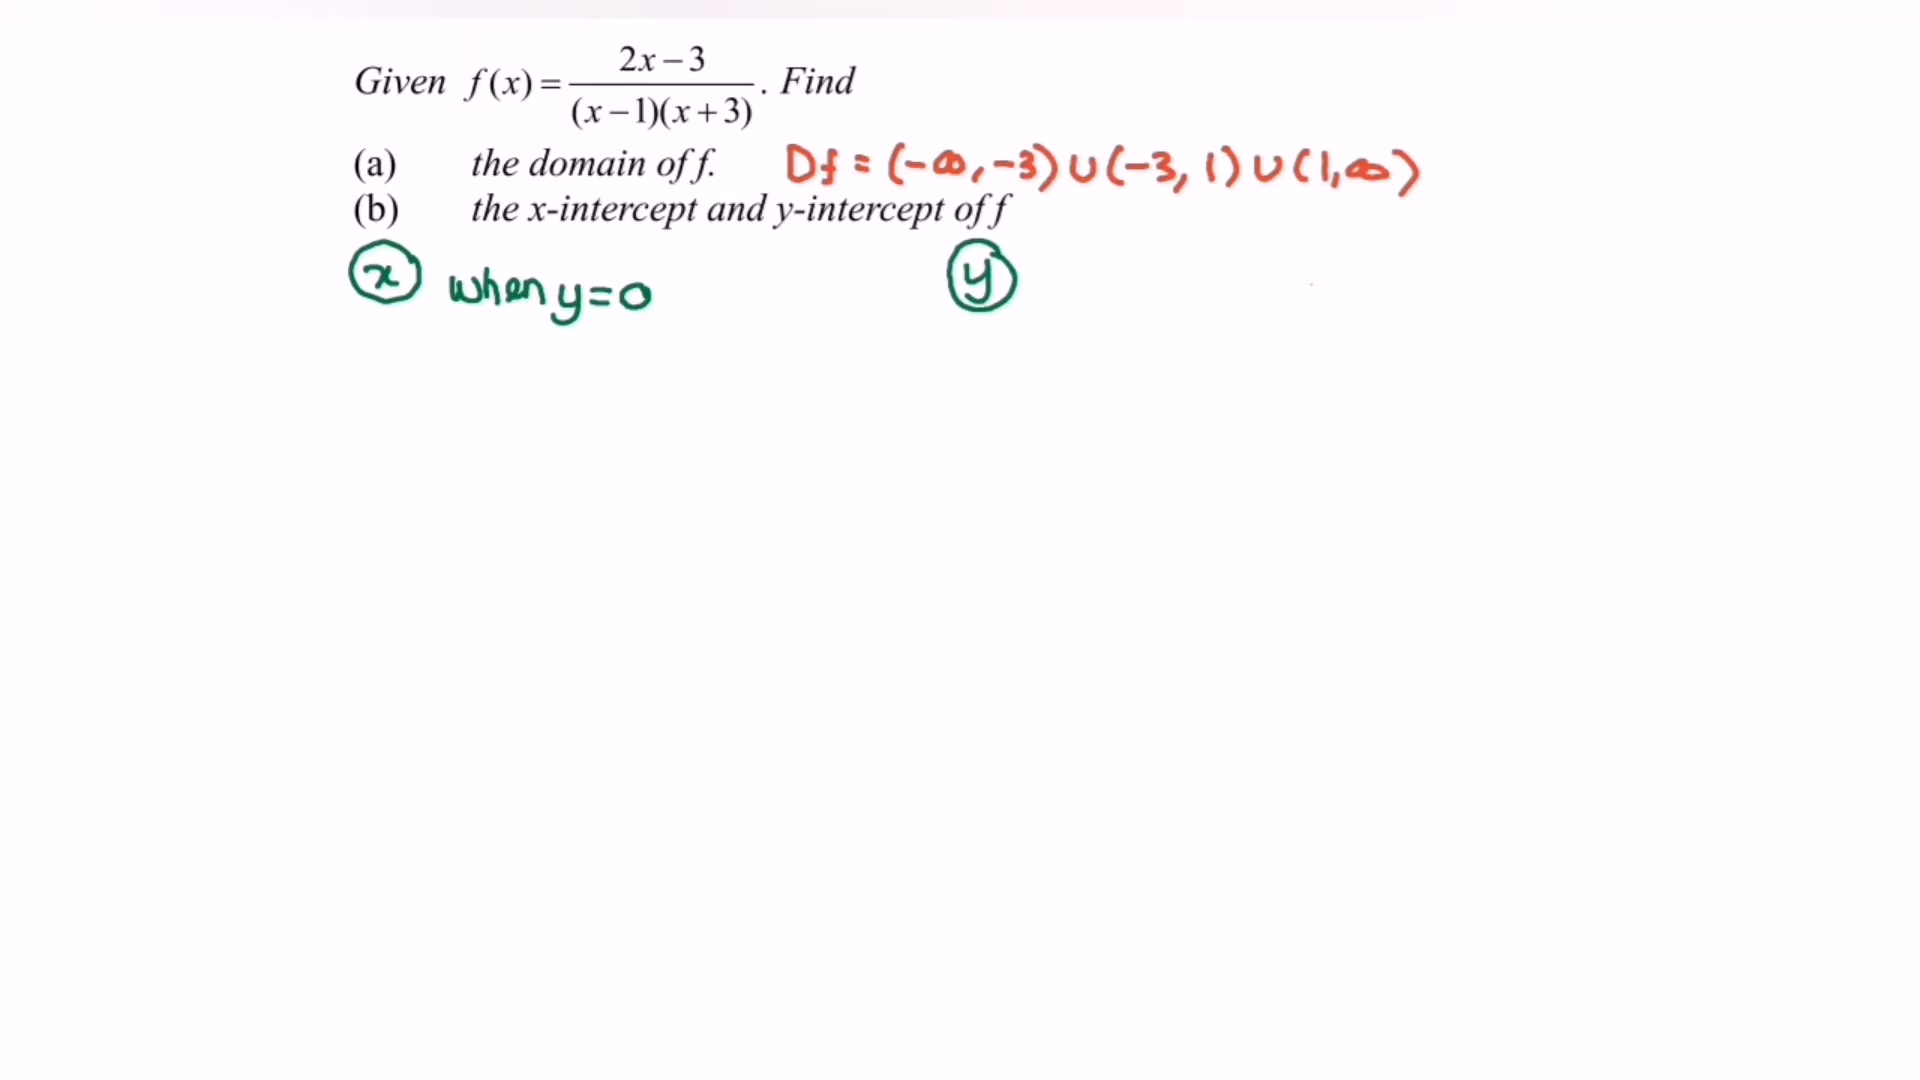 Given f(x) = (2x − 3)/((x − 1)(x + 3)) . Find
(a) the domain of f. Df = (-∞, -3) ∪ (-3, 1) ∪ (1, ∞)
(b) the x-intercept and y-intercept of f
x when y = 0 y